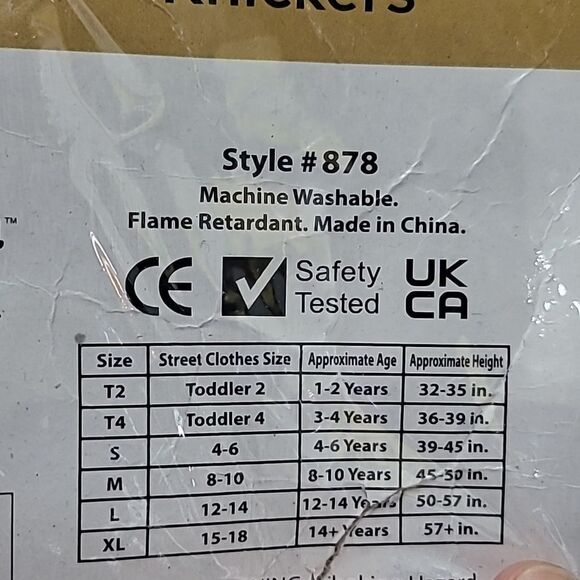 Knickers
Style #878
Machine Washable.
Flame Retardant. Made in China.
™
CE Safety Tested UK CA
Size Street Clothes Size Approximate Age Approximate Height
T2 Toddler 2 1-2 Years 32-35 in.
T4 Toddler 4 3-4 Years 36-39 in.
S 4-6 4-6 Years 39-45 in.
M 8-10 8-10 Years 45-50 in.
L 12-14 12-14 Years 50-57 in.
XL 15-18 14+ Years 57+ in.